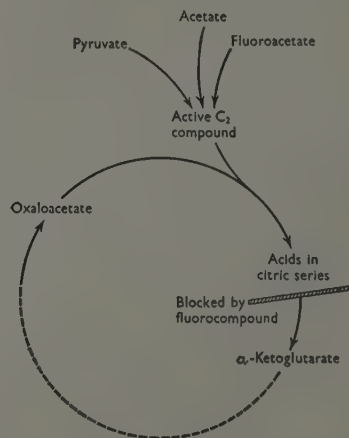 Acetate
Pyruvate
Fluoroacetate
Active C₂
compound
Oxaloacetate
Acids in
citric series
Blocked by
fluorocompound
α-Ketoglutarate